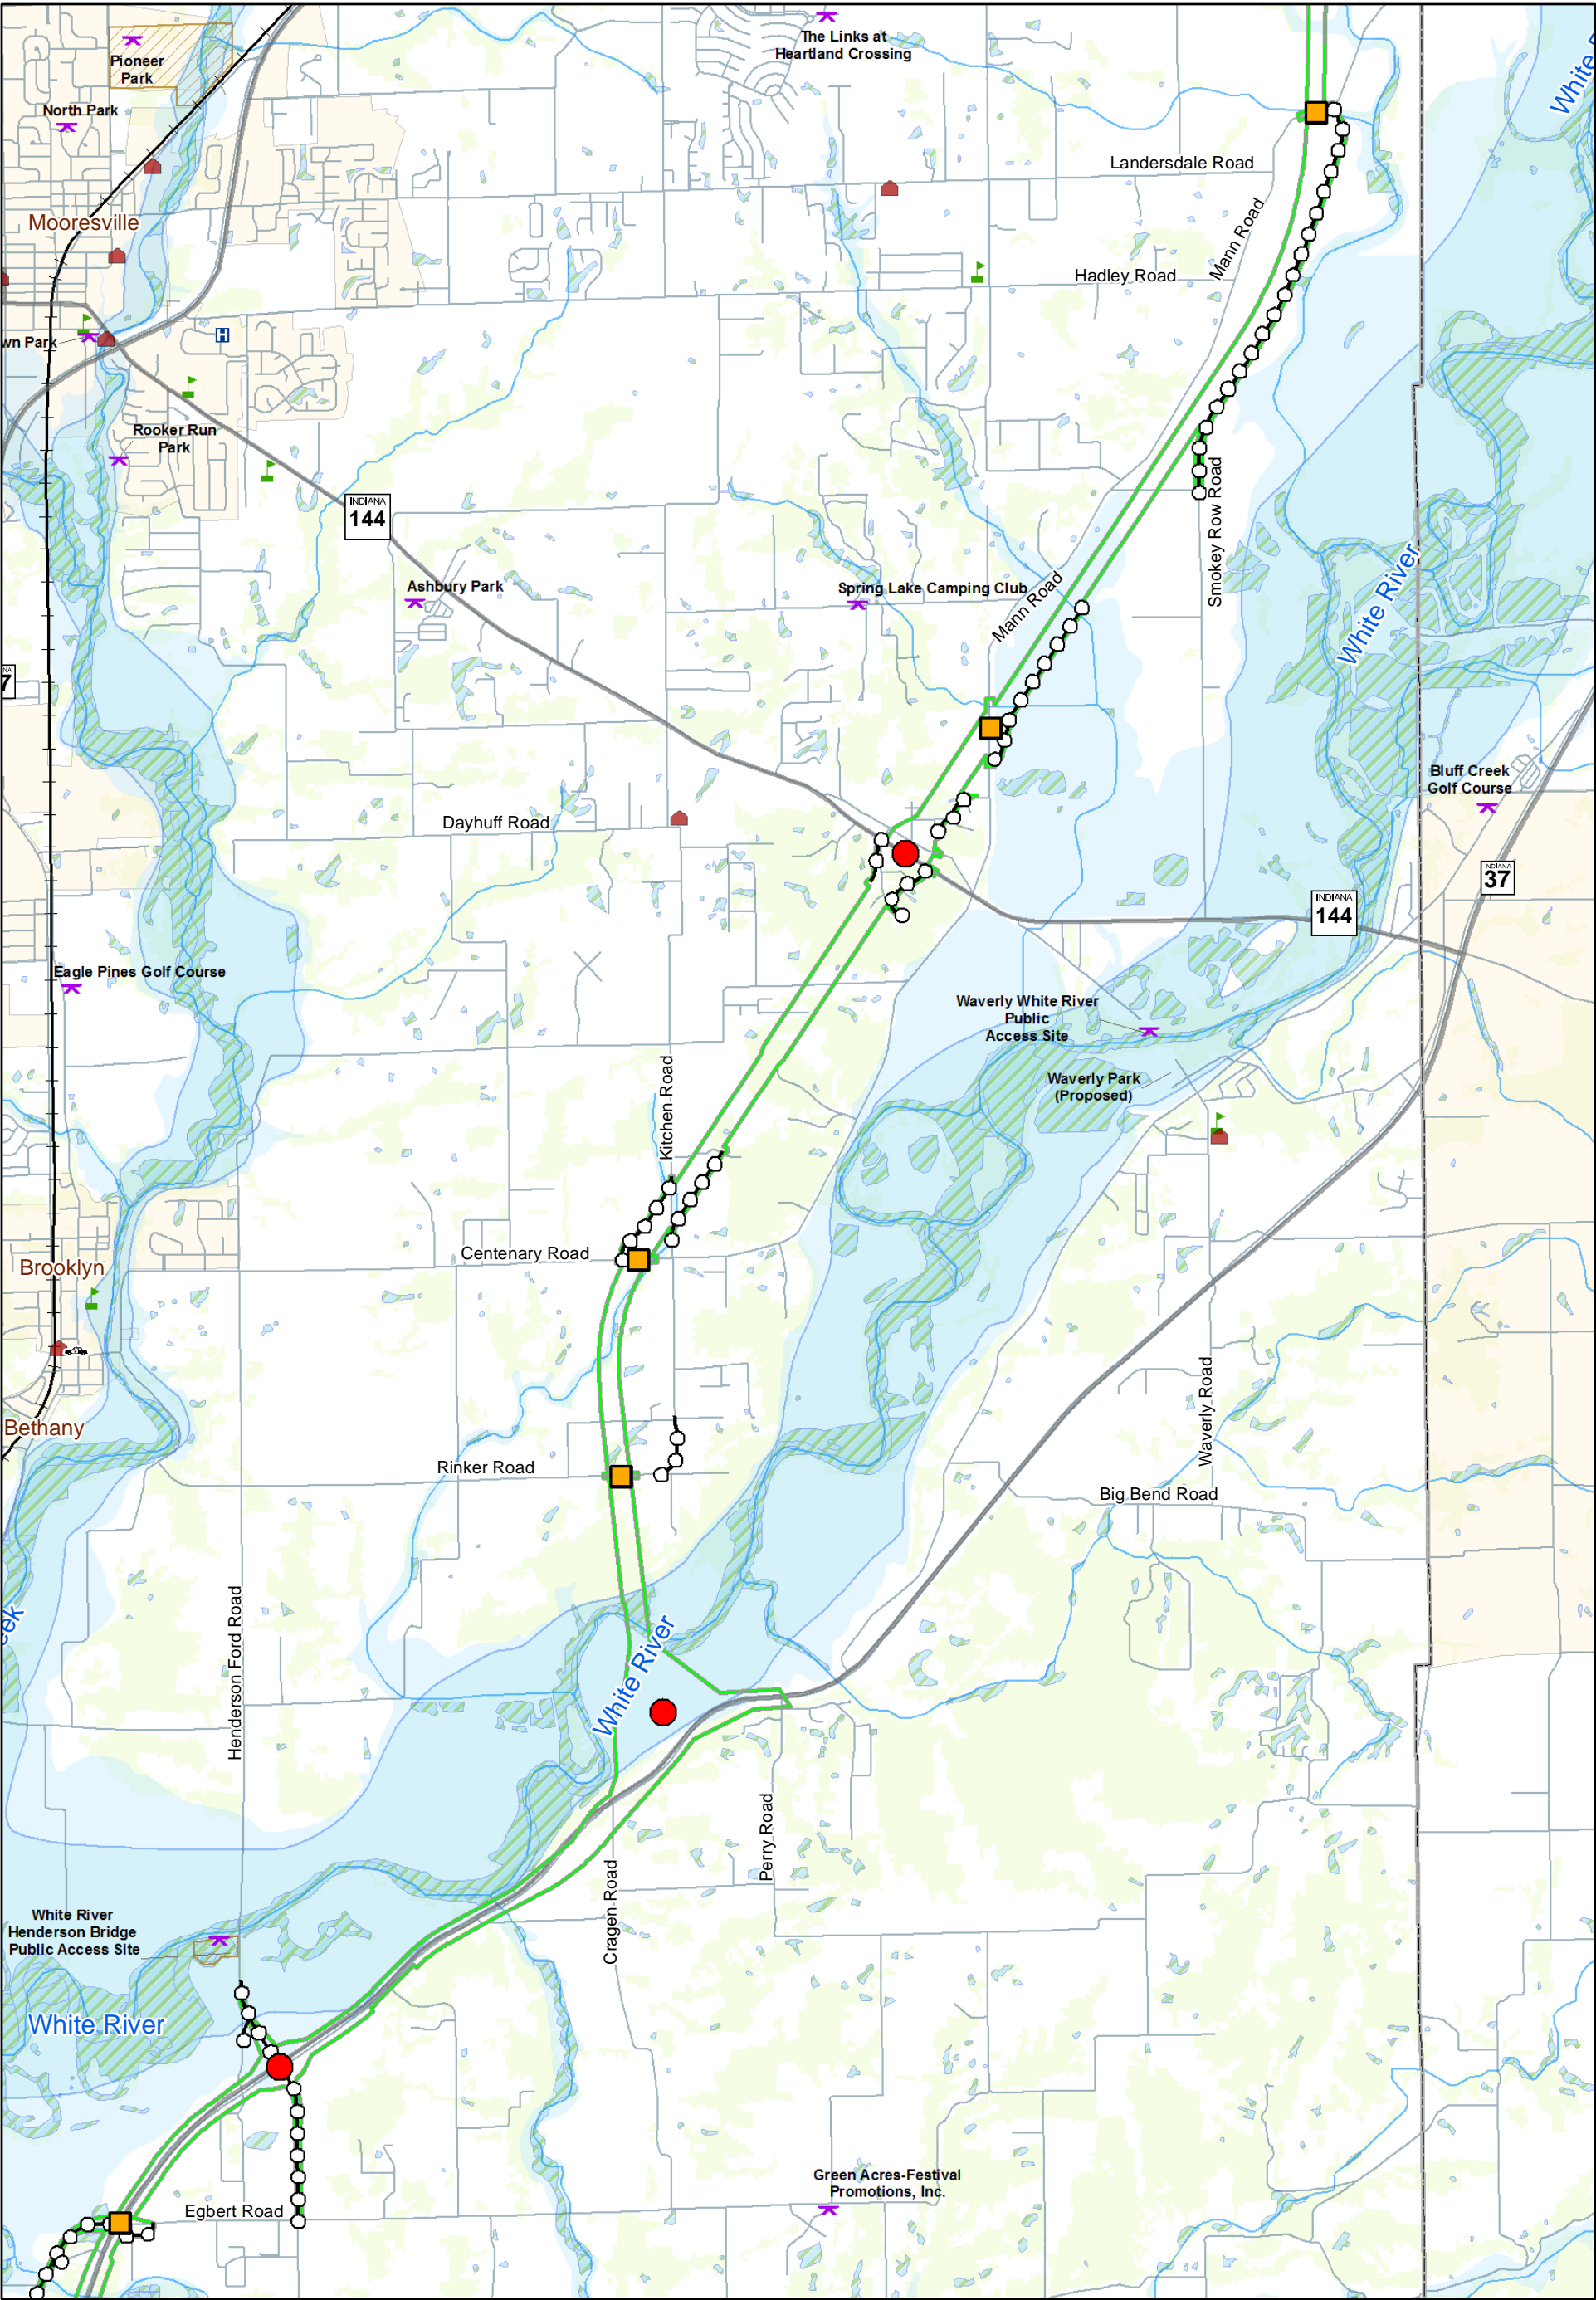 The Links at
Heartland Crossing
Pioneer
Park
North Park
White
Landersdale Road
Mooresville
Mann Road
Hadley Road
H
wn Park
Rooker Run
Park
INDIANA
144
Smokey Row Road
Ashbury Park
Spring Lake Camping Club
Mann Road
White River
NA
7
Bluff Creek
Golf Course
Dayhuff Road
INDIANA
37
INDIANA
144
Eagle Pines Golf Course
Waverly White River
Public
Access Site
Kitchen Road
Waverly Park
(Proposed)
Centenary Road
Brooklyn
Waverly Road
Bethany
Rinker Road
Big Bend Road
eek
Henderson Ford Road
White River
Perry Road
Cragen Road
White River
Henderson Bridge
Public Access Site
White River
Green Acres-Festival
Promotions, Inc.
Egbert Road